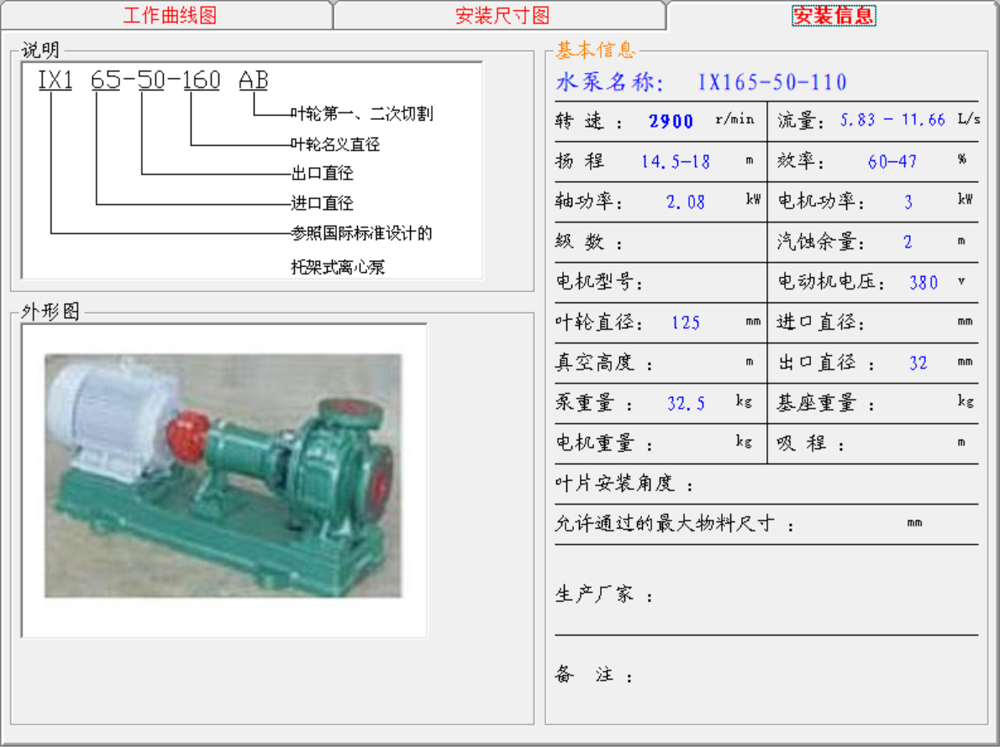 工作曲线图 安装尺寸图 安装信息
说明
IX1 65-50-160 AB
叶轮第一、二次切割
叶轮名义直径
出口直径
进口直径
参照国际标准设计的
托架式离心泵
外形图
基本信息
水泵名称: IX165-50-110
转 速 : 2900 r/min 流量: 5.83 - 11.66 L/s
扬 程 14.5-18 m 效率: 60-47 %
轴功率: 2.08 kW 电机功率: 3 kW
级 数 : 汽蚀余量: 2 m
电机型号: 电动机电压: 380 v
叶轮直径: 125 mm 进口直径: mm
真空高度 : m 出口直径 : 32 mm
泵重量 : 32.5 kg 基座重量 : kg
电机重量 : kg 吸 程 : m
叶片安装角度 :
允许通过的最大物料尺寸 : mm
生产厂家 :
备 注 :